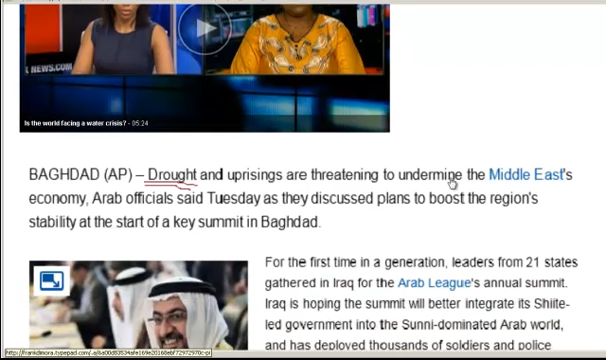 NEWS.COM
Is the world facing a water crisis? - 05:24
BAGHDAD (AP) – Drought and uprisings are threatening to undermine the Middle East's
economy, Arab officials said Tuesday as they discussed plans to boost the region's
stability at the start of a key summit in Baghdad.
For the first time in a generation, leaders from 21 states
gathered in Iraq for the Arab League's annual summit.
Iraq is hoping the summit will better integrate its Shiite-
led government into the Sunni-dominated Arab world,
and has deployed thousands of soldiers and police